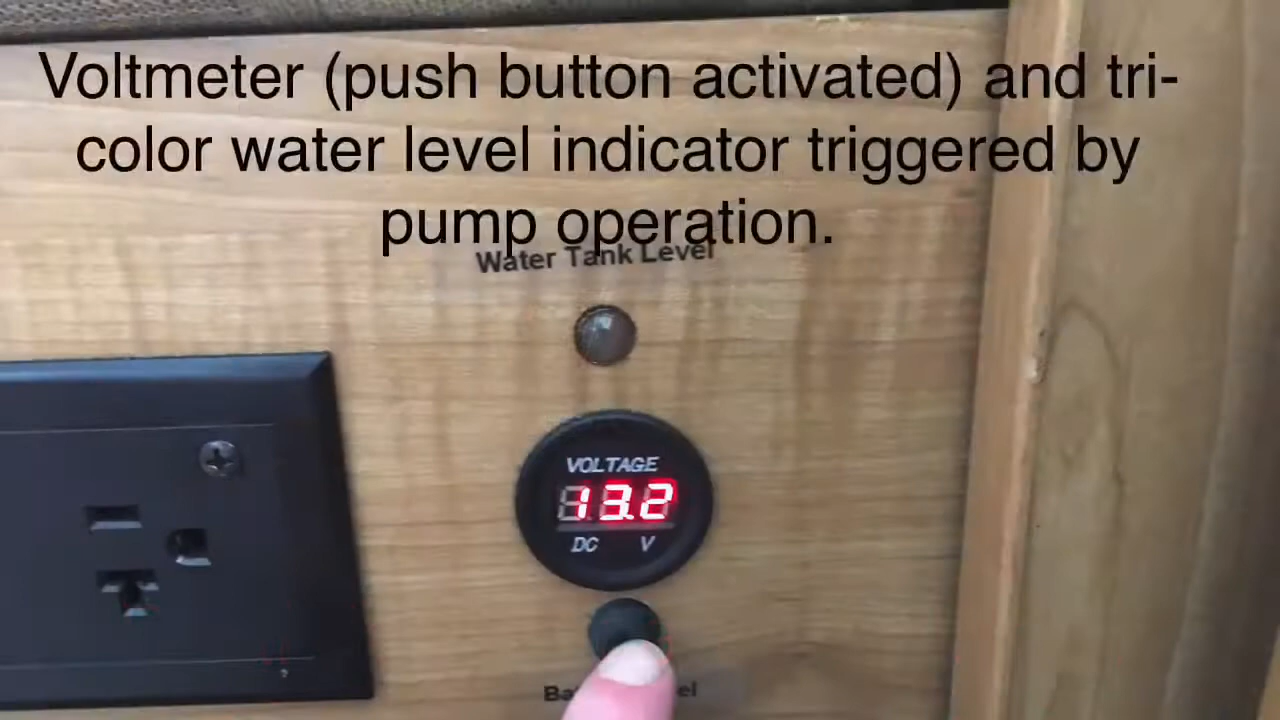 Voltmeter (push button activated) and tri-
color water level indicator triggered by
pump operation.
Water Tank Level
VOLTAGE
13.2
DC V